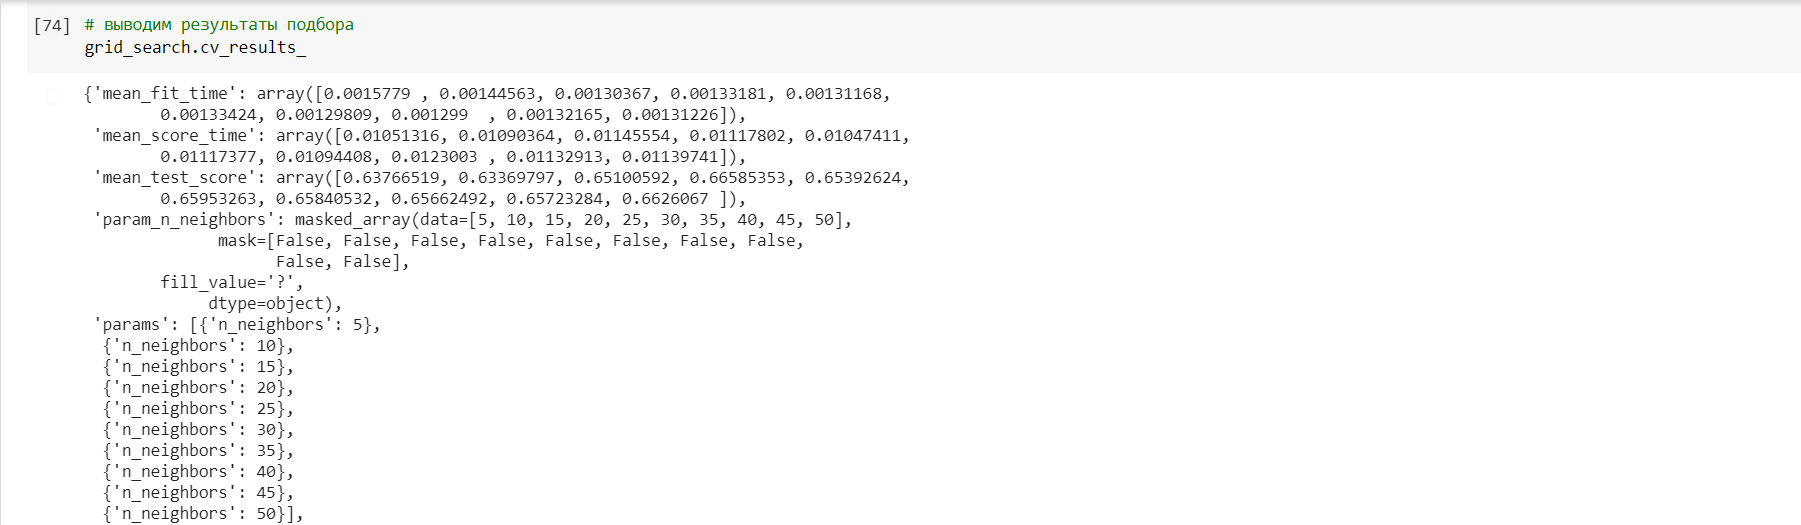 [74] # выводим результаты подбора
grid_search.cv_results_
{'mean_fit_time': array([0.0015779 , 0.00144563, 0.00130367, 0.00133181, 0.00131168,
0.00133424, 0.00129809, 0.001299  , 0.00132165, 0.00131226]),
'mean_score_time': array([0.01051316, 0.01090364, 0.01145554, 0.01117802, 0.01047411,
0.01117377, 0.01094408, 0.0123003 , 0.01132913, 0.01139741]),
'mean_test_score': array([0.63766519, 0.63369797, 0.65100592, 0.66585353, 0.65392624,
0.65953263, 0.65840532, 0.65662492, 0.65723284, 0.6626067 ]),
'param_n_neighbors': masked_array(data=[5, 10, 15, 20, 25, 30, 35, 40, 45, 50],
mask=[False, False, False, False, False, False, False, False,
False, False],
fill_value='?',
dtype=object),
'params': [{'n_neighbors': 5},
{'n_neighbors': 10},
{'n_neighbors': 15},
{'n_neighbors': 20},
{'n_neighbors': 25},
{'n_neighbors': 30},
{'n_neighbors': 35},
{'n_neighbors': 40},
{'n_neighbors': 45},
{'n_neighbors': 50}],